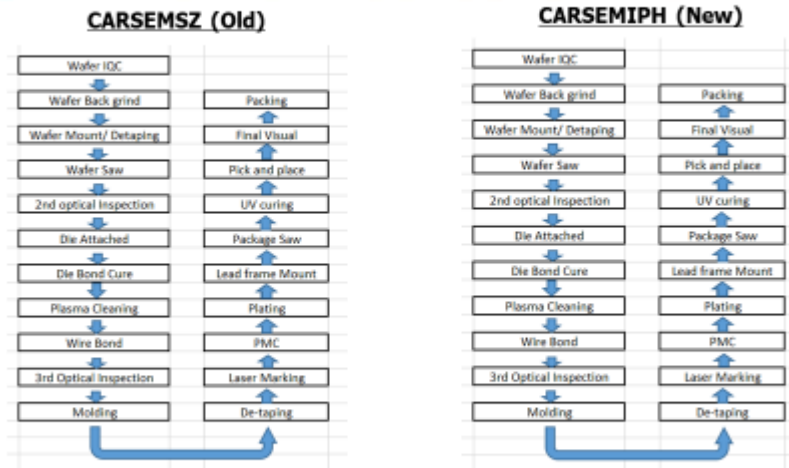 CARSEMSZ (Old)
Wafer IQC
Wafer Back grind
Wafer Mount/ Detaping
Wafer Saw
2nd optical Inspection
Die Attached
Die Bond Cure
Plasma Cleaning
Wire Bond
3rd Optical Inspection
Molding
Packing
Final Visual
Pick and place
UV curing
Package Saw
Lead frame Mount
Plating
PMC
Laser Marking
De-taping
CARSEMIPH (New)
Wafer IQC
Wafer Back grind
Wafer Mount/ Detaping
Wafer Saw
2nd optical Inspection
Die Attached
Die Bond Cure
Plasma Cleaning
Wire Bond
3rd Optical Inspection
Molding
Packing
Final Visual
Pick and place
UV curing
Package Saw
Lead frame Mount
Plating
PMC
Laser Marking
De-taping